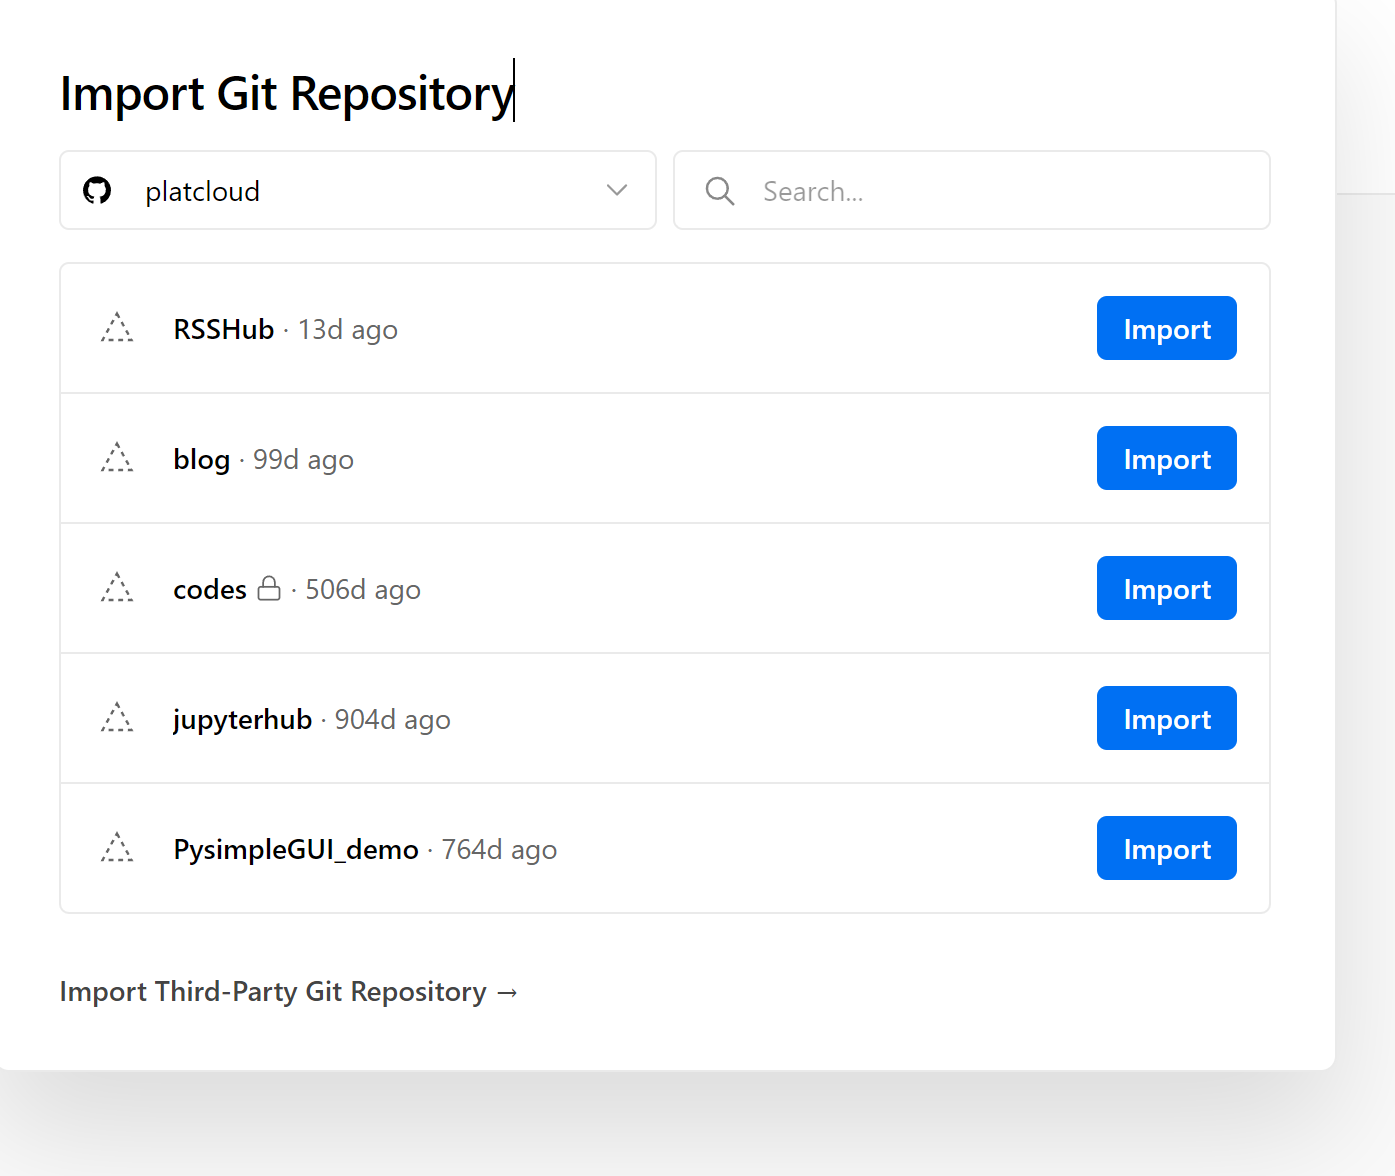 Import Git Repository
platcloud
Search...
RSSHub · 13d ago
Import
blog · 99d ago
Import
codes · 506d ago
Import
jupyterhub · 904d ago
Import
PysimpleGUI_demo · 764d ago
Import
Import Third-Party Git Repository →